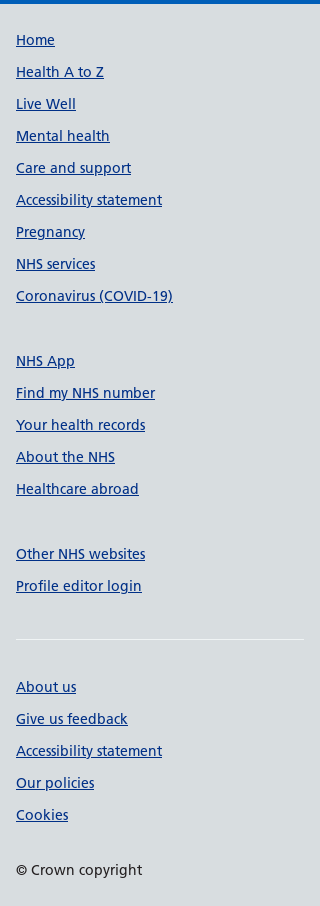 Home
Health A to Z
Live Well
Mental health
Care and support
Accessibility statement
Pregnancy
NHS services
Coronavirus (COVID-19)
NHS App
Find my NHS number
Your health records
About the NHS
Healthcare abroad
Other NHS websites
Profile editor login
About us
Give us feedback
Accessibility statement
Our policies
Cookies
© Crown copyright